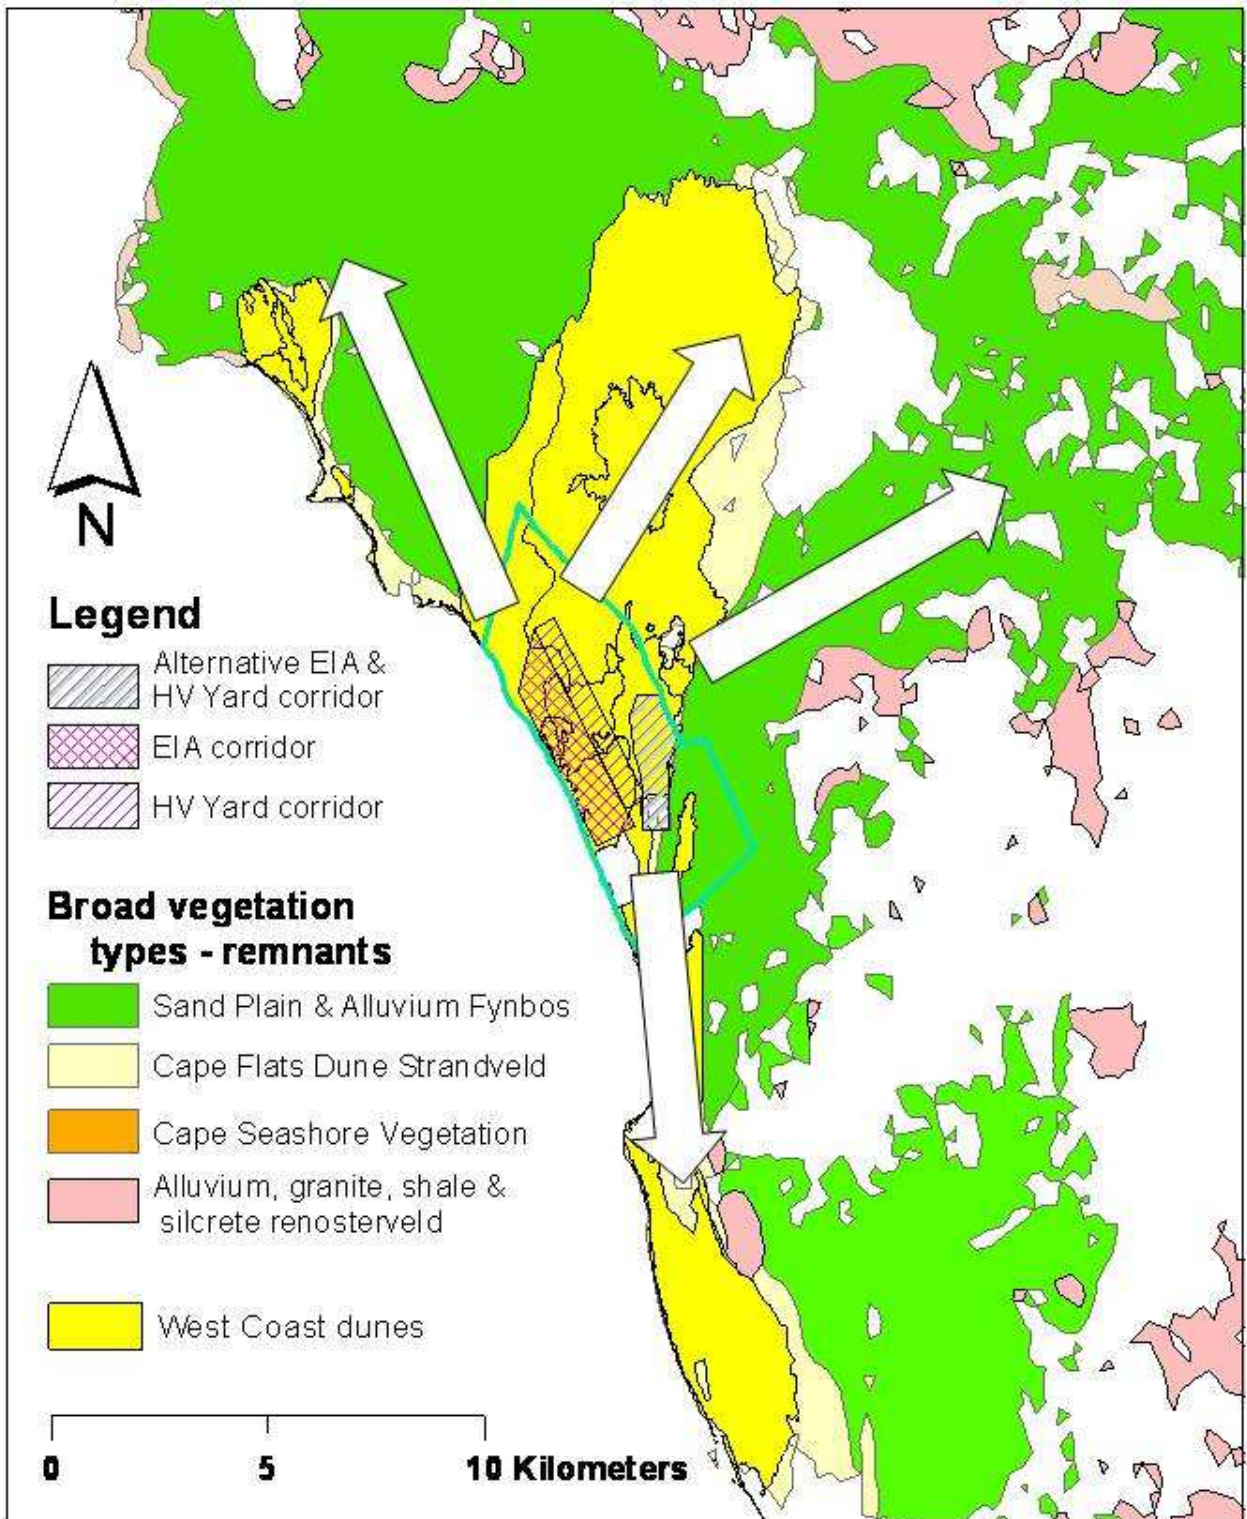 N
Legend
Alternative EIA &
HV Yard corridor
EIA corridor
HV Yard corridor
Broad vegetation
types - remnants
Sand Plain & Alluvium Fynbos
Cape Flats Dune Strandveld
Cape Seashore Vegetation
Alluvium, granite, shale &
silcrete renosterveld
West Coast dunes
0 5 10 Kilometers